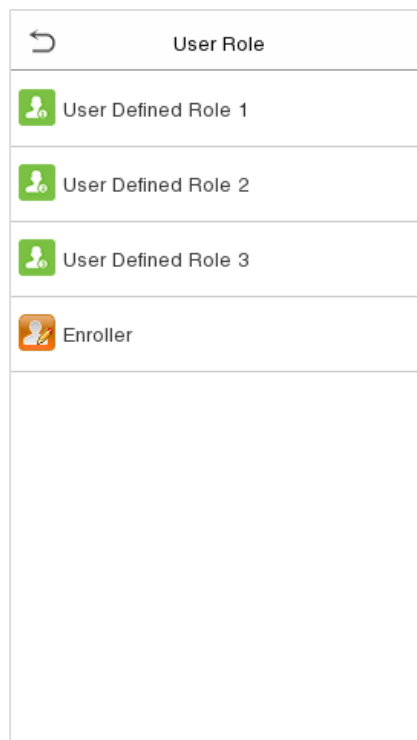 User Role
User Defined Role 1
User Defined Role 2
User Defined Role 3
Enroller